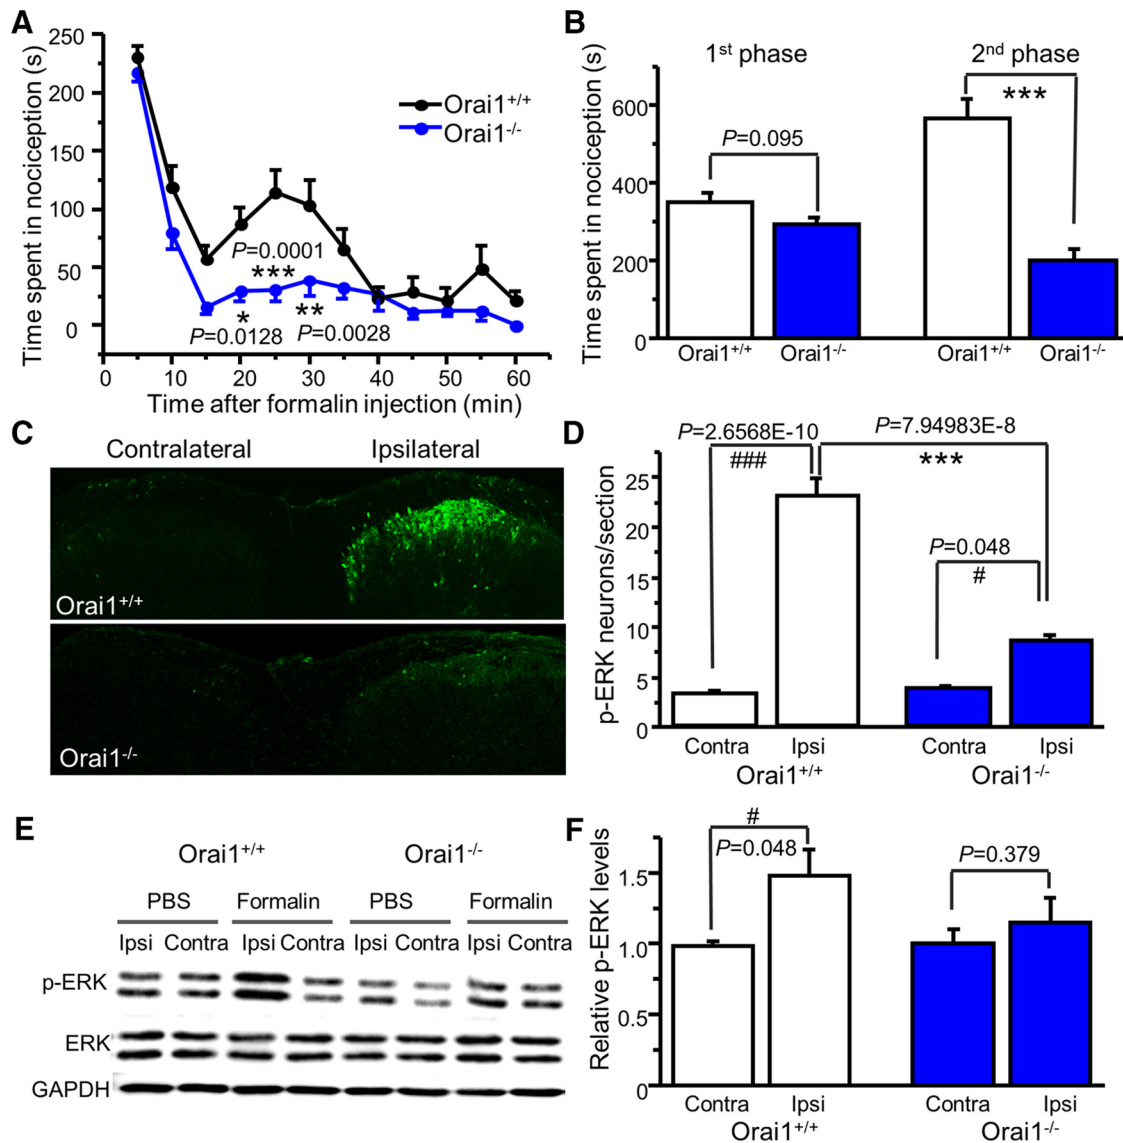 A
Time spent in nociception (s)
250
200
150
100
50
0
Orai1+/+
Orai1-/-
P=0.0001
***
*
**
P=0.0128
P=0.0028
0 10 20 30 40 50 60
Time after formalin injection (min)
B
Time spent in nociception (s)
1st phase
2nd phase
***
P=0.095
600
400
200
0
Orai1+/+ Orai1-/- Orai1+/+ Orai1-/-
C
Contralateral Ipsilateral
Orai1+/+
Orai1-/-
D
p-ERK neurons/section
P=2.6568E-10
###
P=7.94983E-8
***
P=0.048
#
25
20
15
10
5
0
Contra Ipsi Contra Ipsi
Orai1+/+ Orai1-/-
E
Orai1+/+ Orai1-/-
PBS Formalin PBS Formalin
Ipsi Contra Ipsi Contra Ipsi Contra Ipsi Contra
p-ERK
ERK
GAPDH
F
Relative p-ERK levels
#
P=0.048
P=0.379
1.5
1.0
0.5
0
Contra Ipsi Contra Ipsi
Orai1+/+ Orai1-/-